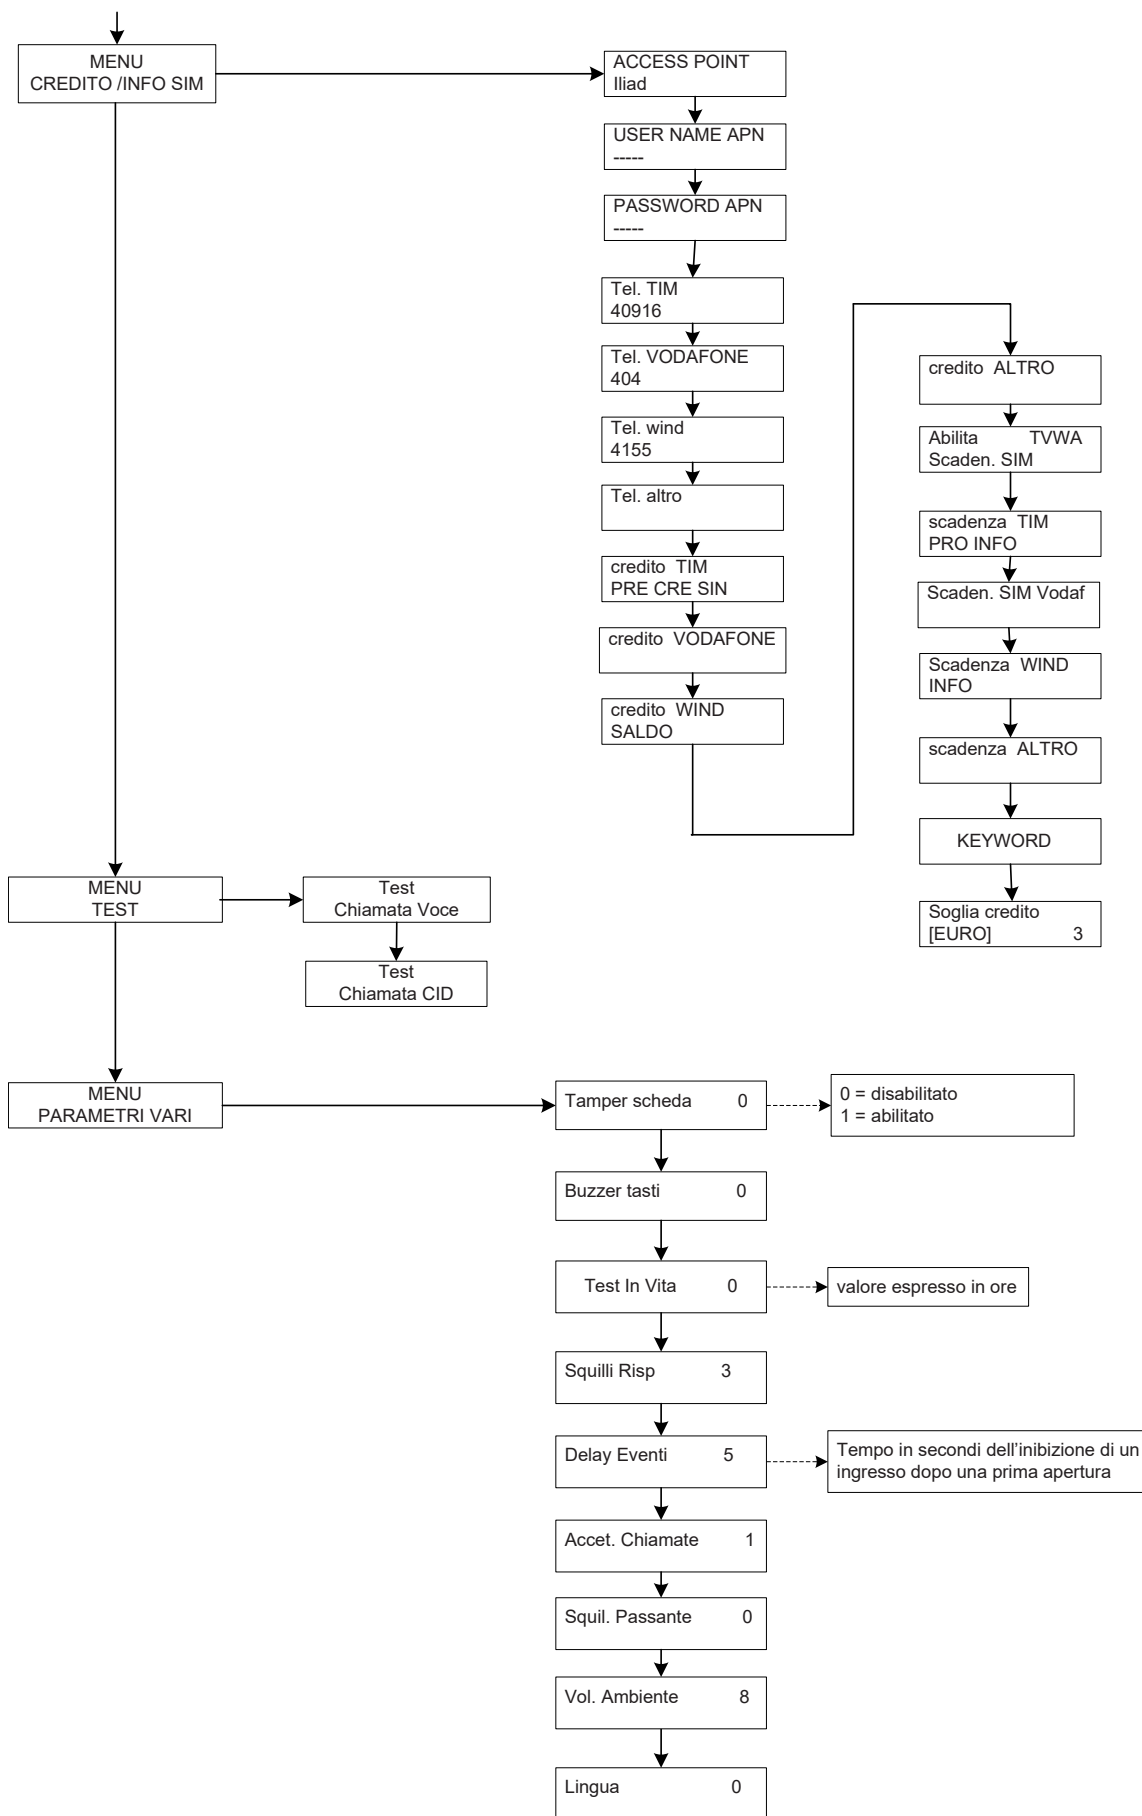 MENU
CREDITO /INFO SIM
ACCESS POINT
Iliad
USER NAME APN
-----
PASSWORD APN
-----
Tel. TIM
40916
Tel. VODAFONE
404
Tel. wind
4155
Tel. altro
credito TIM
PRE CRE SIN
credito VODAFONE
credito WIND
SALDO
credito ALTRO
Abilita TVWA
Scaden. SIM
scadenza TIM
PRO INFO
Scaden. SIM Vodaf
Scadenza WIND
INFO
scadenza ALTRO
KEYWORD
Soglia credito
[EURO] 3
MENU
TEST
Test
Chiamata Voce
Test
Chiamata CID
MENU
PARAMETRI VARI
Tamper scheda 0
0 = disabilitato
1 = abilitato
Buzzer tasti 0
Test In Vita 0
valore espresso in ore
Squilli Risp 3
Delay Eventi 5
Tempo in secondi dell'inibizione di un
ingresso dopo una prima apertura
Accet. Chiamate 1
Squil. Passante 0
Vol. Ambiente 8
Lingua 0